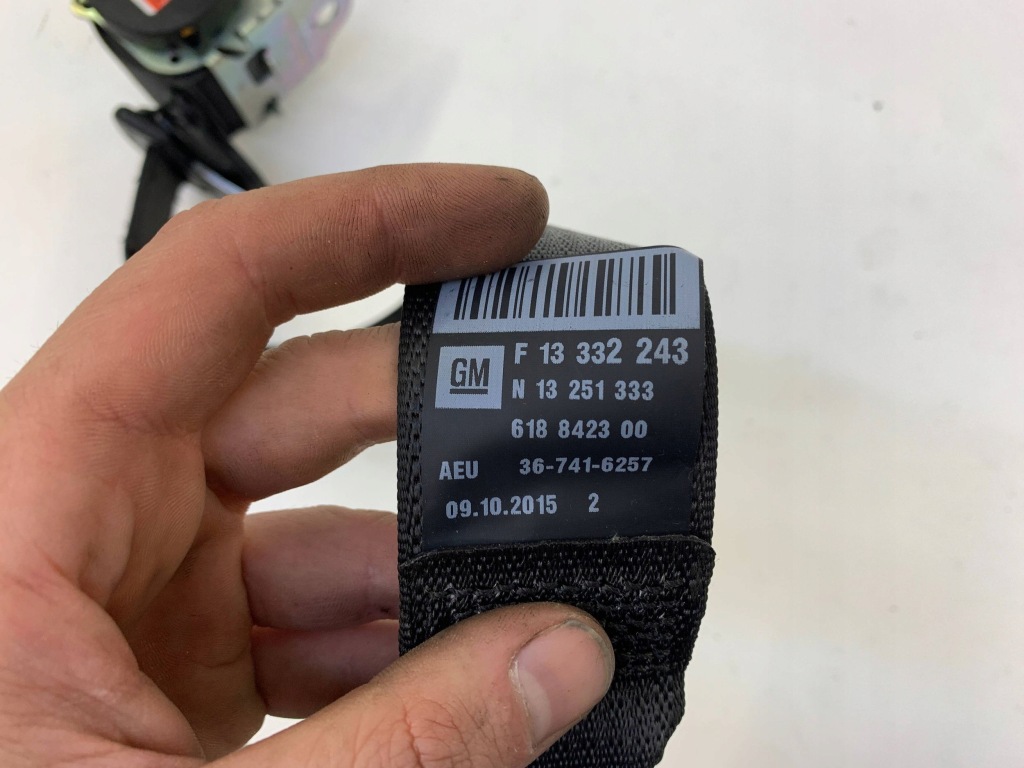 GM
F 13 332 243
N 13 251 333
618 8423 00
AEU 36-741-6257
09.10.2015 2